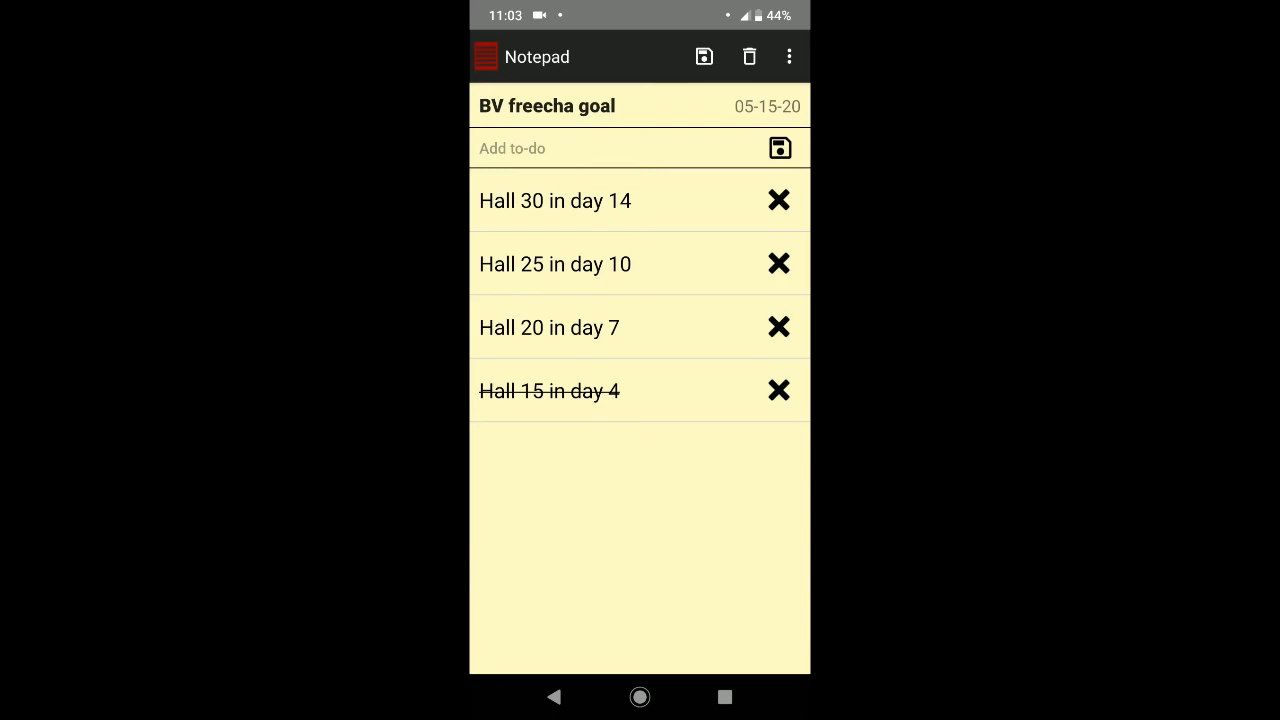 11:03 44%
Notepad
BV freecha goal 05-15-20
Add to-do
Hall 30 in day 14
Hall 25 in day 10
Hall 20 in day 7
Hall 15 in day 4